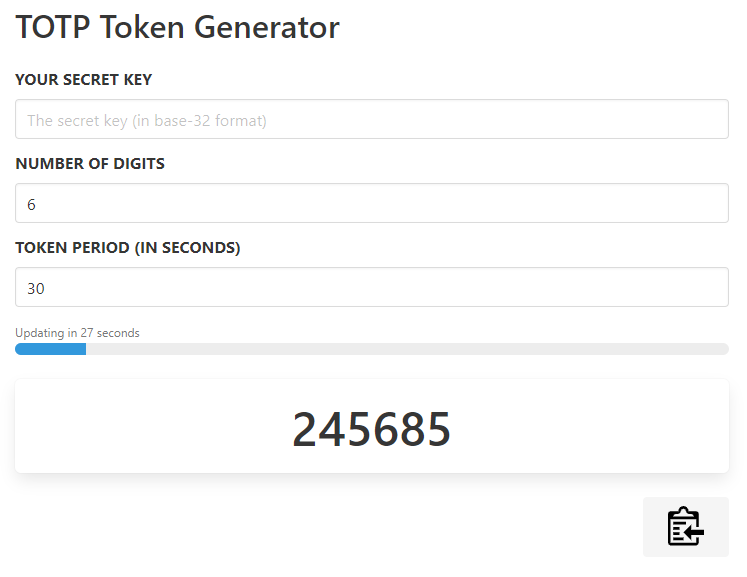 TOTP Token Generator
YOUR SECRET KEY
The secret key (in base-32 format)
NUMBER OF DIGITS
6
TOKEN PERIOD (IN SECONDS)
30
Updating in 27 seconds
245685